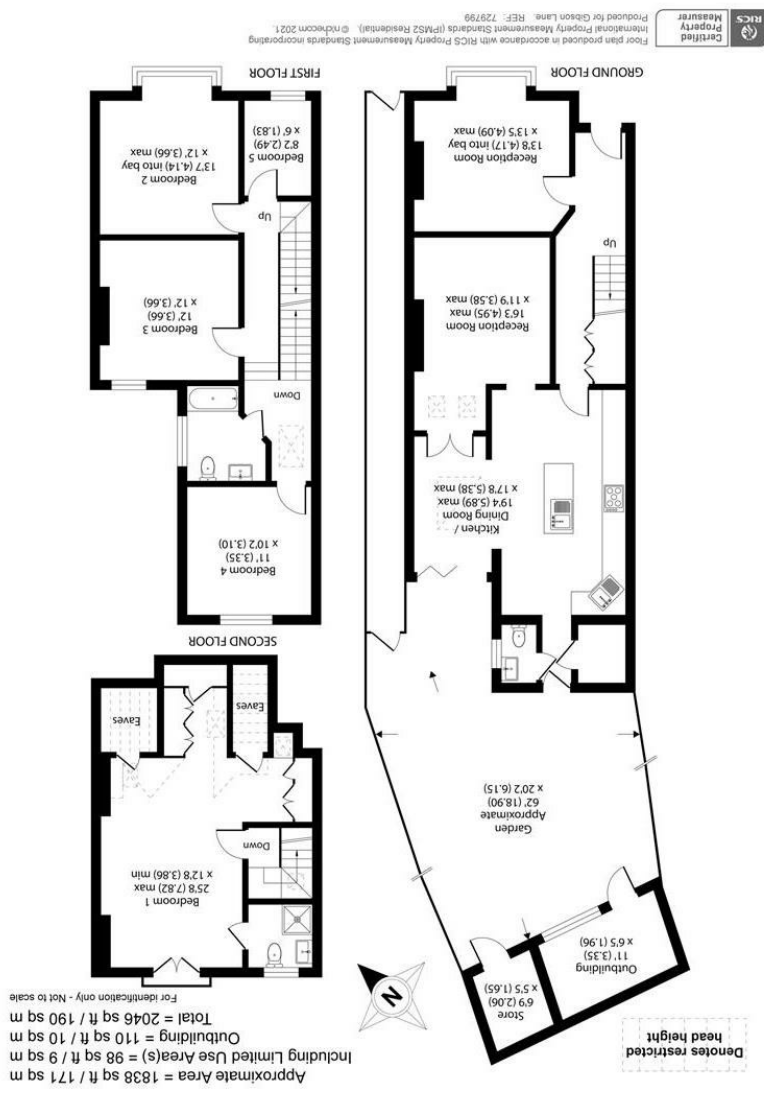 Approximate Area = 1838 sq ft / 171 sq m
Including Limited Use Area(s) = 98 sq ft / 9 sq m
Outbuilding = 110 sq ft / 10 sq m
Total = 2046 sq ft / 190 sq m
For identification only - Not to scale
Denotes restricted
head height
N
Store
6'9 (2.06)
x 5'5 (1.65)
Outbuilding
11' (3.35)
x 6'5 (1.96)
Garden
Approximate
62' (18.90)
x 20'2 (6.15)
Kitchen /
Dining Room
19'4 (5.89) max
x 17'8 (5.38) max
Reception Room
16'3 (4.95) max
x 11'9 (3.58) max
Up
Reception Room
13'8 (4.17) into bay
x 13'5 (4.09) max
GROUND FLOOR
Bedroom 1
25'8 (7.82) max
x 12'8 (3.86) min
Down
Eaves
Eaves
SECOND FLOOR
Bedroom 4
11' (3.35)
x 10'2 (3.10)
Down
Bedroom 3
12' (3.66)
x 12' (3.66)
Up
Bedroom 5
8'2 (2.49)
x 6' (1.83)
Bedroom 2
13'7 (4.14) into bay
x 12' (3.66) max
FIRST FLOOR
RICS
Certified
Property
Measurer
Floor plan produced in accordance with RICS Property Measurement Standards incorporating
International Property Measurement Standards (IPMS2 Residential). ©nichecom 2021.
Produced for Gibson Lane. REF: 729799